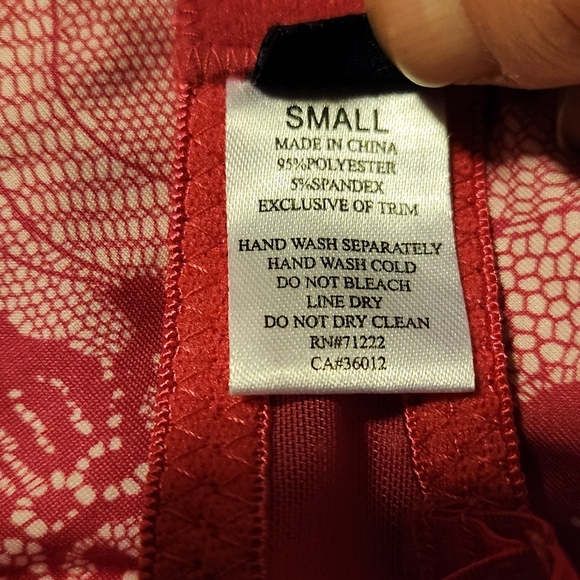 SMALL
MADE IN CHINA
95%POLYESTER
5%SPANDEX
EXCLUSIVE OF TRIM
HAND WASH SEPARATELY
HAND WASH COLD
DO NOT BLEACH
LINE DRY
DO NOT DRY CLEAN
RN#71222
CA#36012